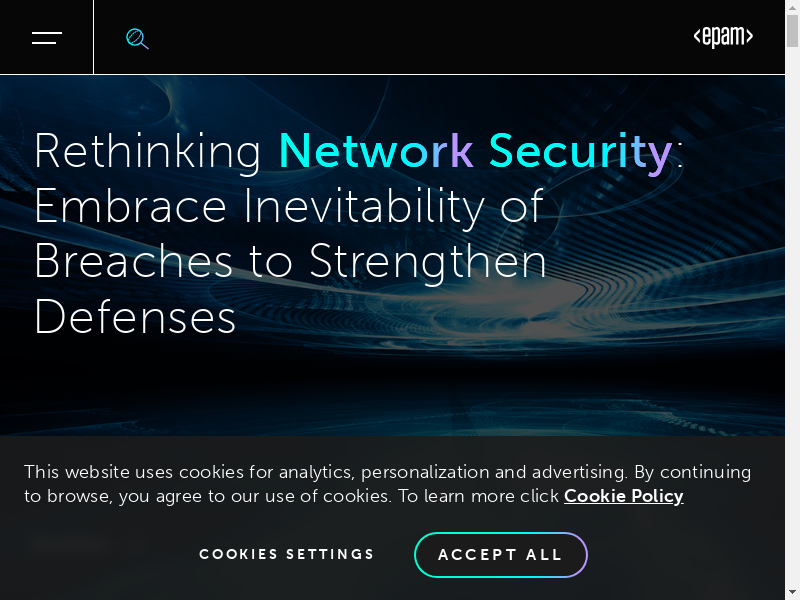 <epam>
Rethinking Network Security:
Embrace Inevitability of
Breaches to Strengthen
Defenses
This website uses cookies for analytics, personalization and advertising. By continuing
to browse, you agree to our use of cookies. To learn more click Cookie Policy
COOKIES SETTINGS
ACCEPT ALL